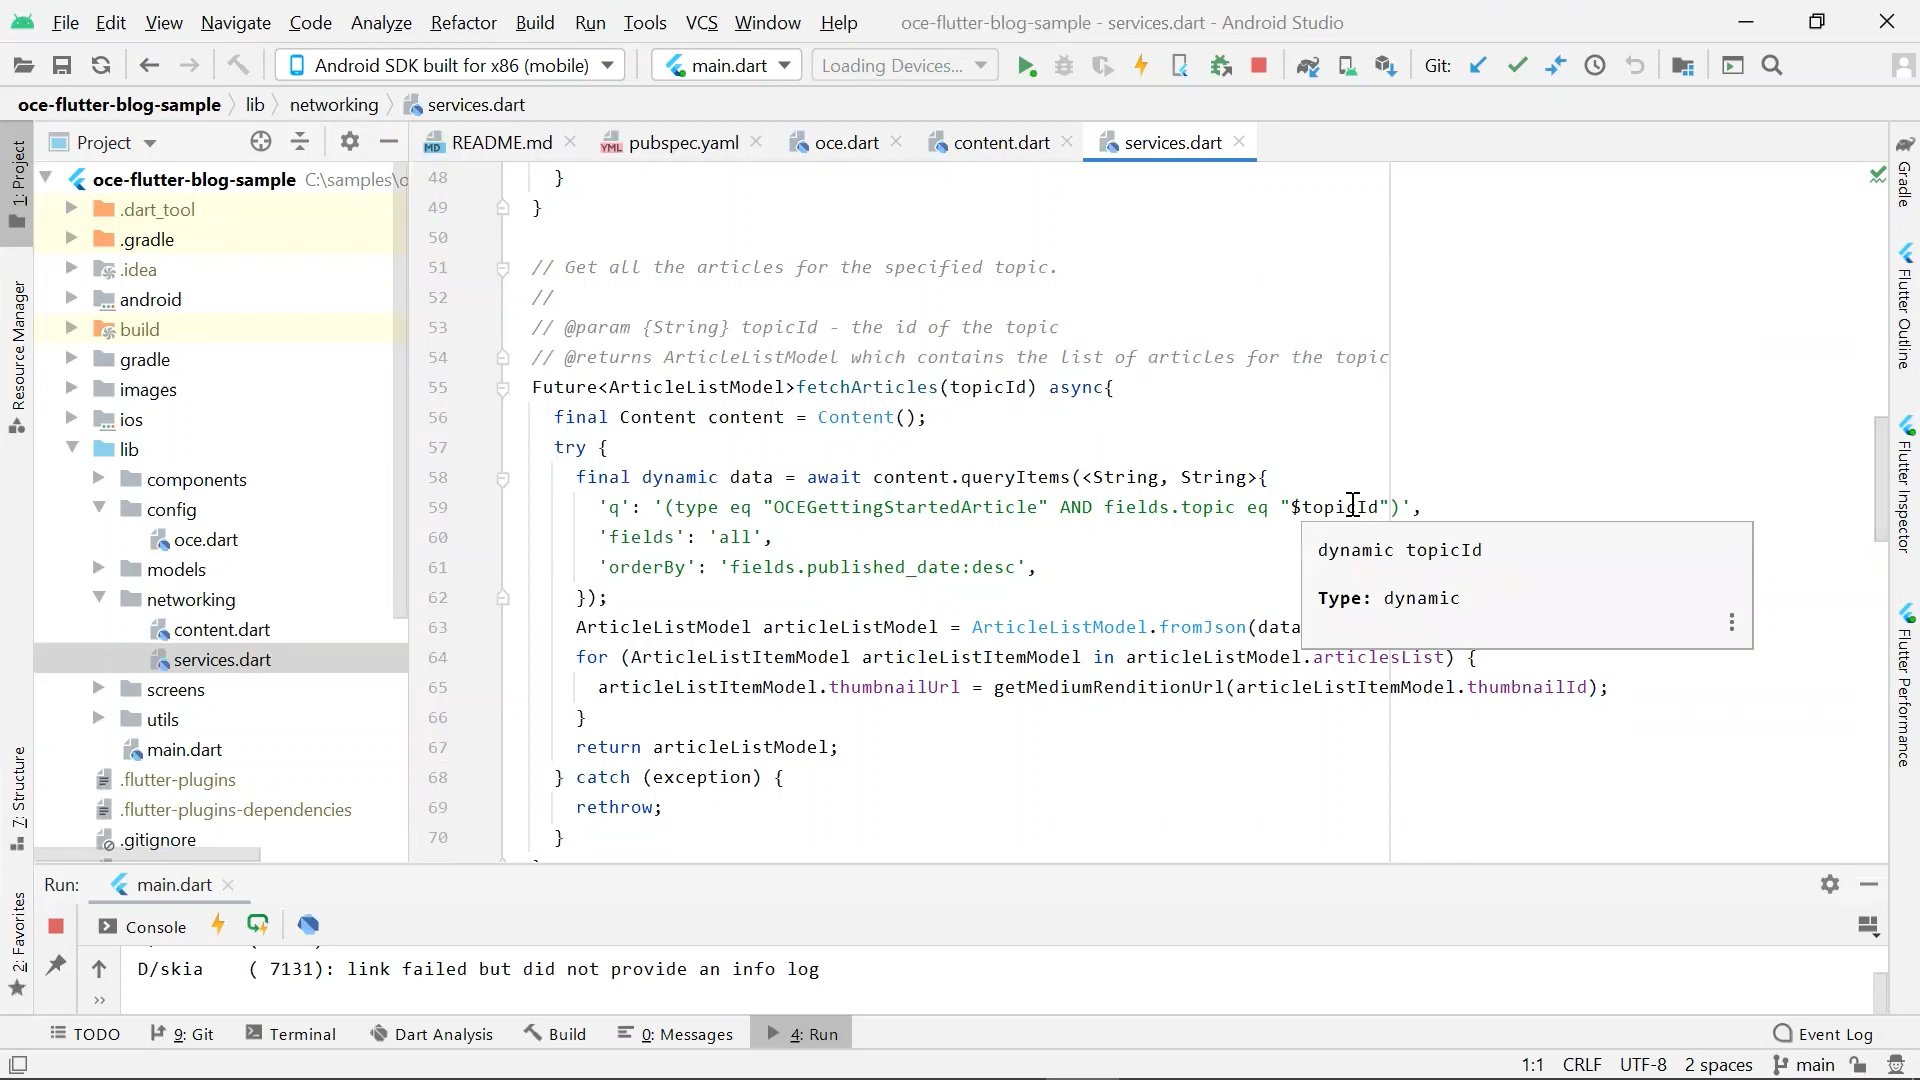 File Edit View Navigate Code Analyze Refactor Build Run Tools VCS Window Help oce-flutter-blog-sample - services.dart - Android Studio
Android SDK built for x86 (mobile) main.dart Loading Devices... Git:
oce-flutter-blog-sample lib networking services.dart
Project
README.md pubspec.yaml oce.dart content.dart services.dart
MD YML
1: Project
Resource Manager
7: Structure
2: Favorites
oce-flutter-blog-sample C:\samples\o
.dart_tool
.gradle
.idea
android
build
gradle
images
ios
lib
components
config
oce.dart
models
networking
content.dart
services.dart
screens
utils
main.dart
.flutter-plugins
.flutter-plugins-dependencies
.gitignore
48 }
49 }
50
51 // Get all the articles for the specified topic.
52 //
53 // @param {String} topicId - the id of the topic
54 // @returns ArticleListModel which contains the list of articles for the topic
55 Future<ArticleListModel>fetchArticles(topicId) async{
56 final Content content = Content();
57 try {
58 final dynamic data = await content.queryItems(<String, String>{
59 'q': '(type eq "OCEGettingStartedArticle" AND fields.topic eq "$topicId")',
60 'fields': 'all',
61 'orderBy': 'fields.published_date:desc',
62 });
63 ArticleListModel articleListModel = ArticleListModel.fromJson(data
64 for (ArticleListItemModel articleListItemModel in articleListModel.articlesList) {
65 articleListItemModel.thumbnailUrl = getMediumRenditionUrl(articleListItemModel.thumbnailId);
66 }
67 return articleListModel;
68 } catch (exception) {
69 rethrow;
70 }
dynamic topicId
Type: dynamic
Gradle
Flutter Outline
Flutter Inspector
Flutter Performance
Run: main.dart
Console
D/skia ( 7131): link failed but did not provide an info log
TODO 9: Git Terminal Dart Analysis Build 0: Messages 4: Run Event Log
1:1 CRLF UTF-8 2 spaces main